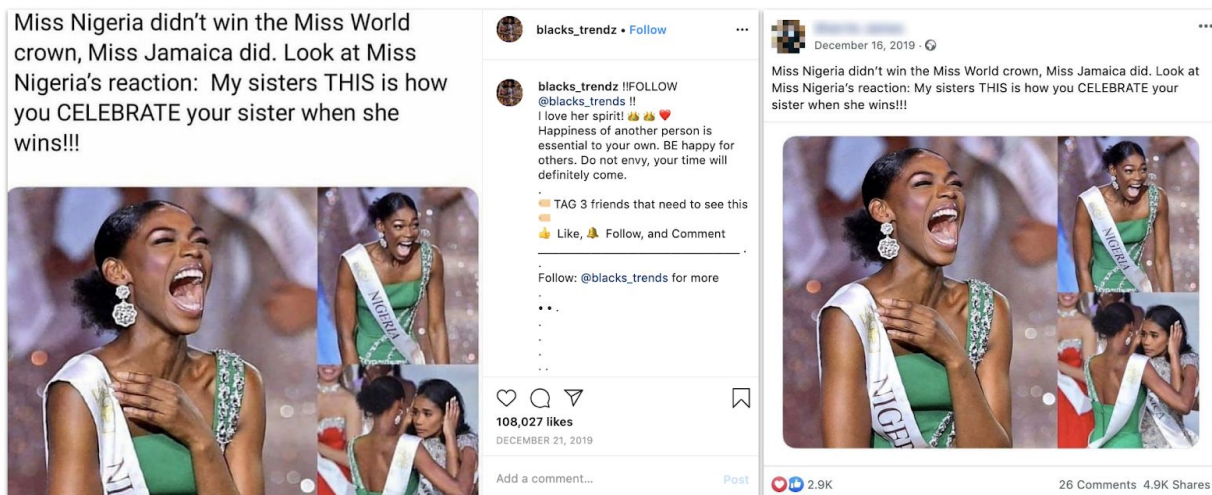 Miss Nigeria didn't win the Miss World
crown, Miss Jamaica did. Look at Miss
Nigeria's reaction:  My sisters THIS is how
you CELEBRATE your sister when she
wins!!!
NIGERIA
NI
blacks_trendz • Follow
blacks_trendz !!FOLLOW
@blacks_trends !!
I love her spirit!
Happiness of another person is
essential to your own. BE happy for
others. Do not envy, your time will
definitely come.
.
TAG 3 friends that need to see this
.
Like, Follow, and Comment
.
.
Follow: @blacks_trends for more
.
• • .
.
.
.
. .
108,027 likes
DECEMBER 21, 2019
Add a comment...
Post
December 16, 2019 ·
Miss Nigeria didn't win the Miss World crown, Miss Jamaica did. Look at
Miss Nigeria's reaction: My sisters THIS is how you CELEBRATE your
sister when she wins!!!
NIGERIA
NIGER
CA
2.9K
26 Comments 4.9K Shares